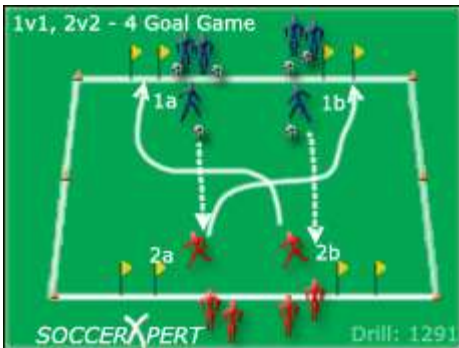 1v1, 2v2 - 4 Goal Game
1a
1b
2a
2b
SOCCERXPERT
Drill: 1291